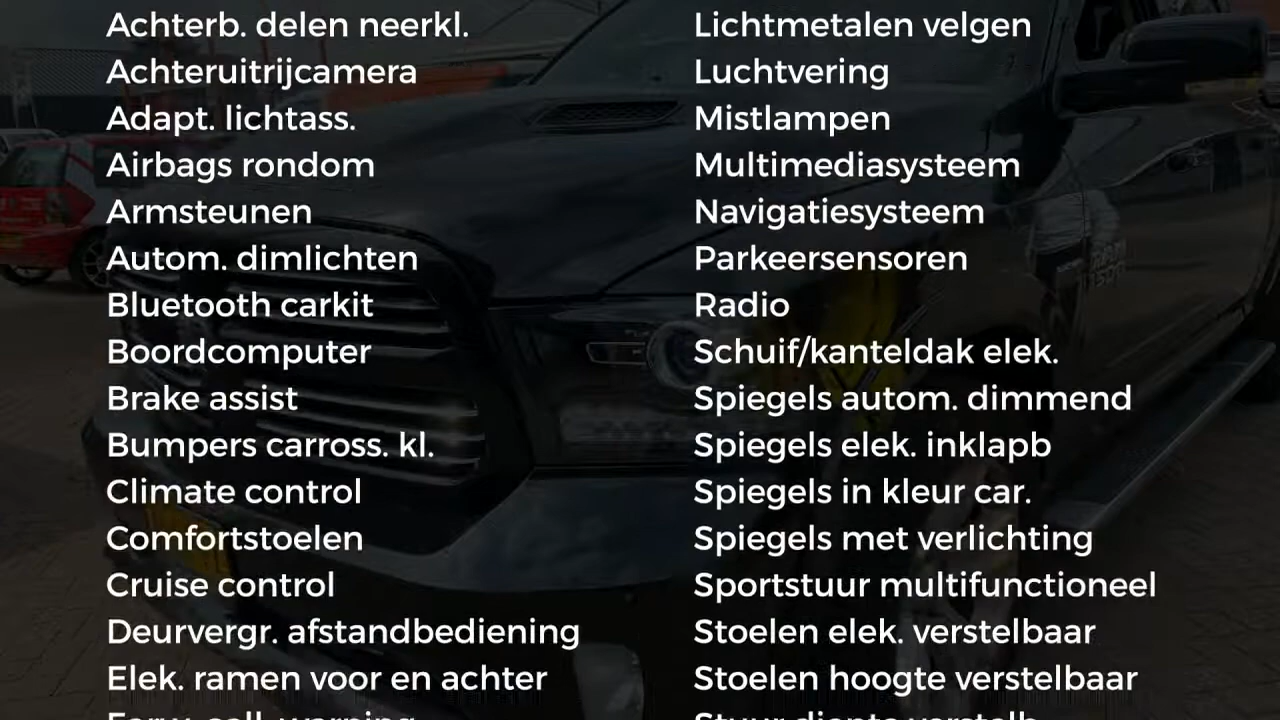 Achterb. delen neerkl.
Achteruitrijcamera
Adapt. lichtass.
Airbags rondom
Armsteunen
Autom. dimlichten
Bluetooth carkit
Boordcomputer
Brake assist
Bumpers carross. kl.
Climate control
Comfortstoelen
Cruise control
Deurvergr. afstandbediening
Elek. ramen voor en achter
Lichtmetalen velgen
Luchtvering
Mistlampen
Multimediasysteem
Navigatiesysteem
Parkeersensoren
Radio
Schuif/kanteldak elek.
Spiegels autom. dimmend
Spiegels elek. inklapb
Spiegels in kleur car.
Spiegels met verlichting
Sportstuur multifunctioneel
Stoelen elek. verstelbaar
Stoelen hoogte verstelbaar